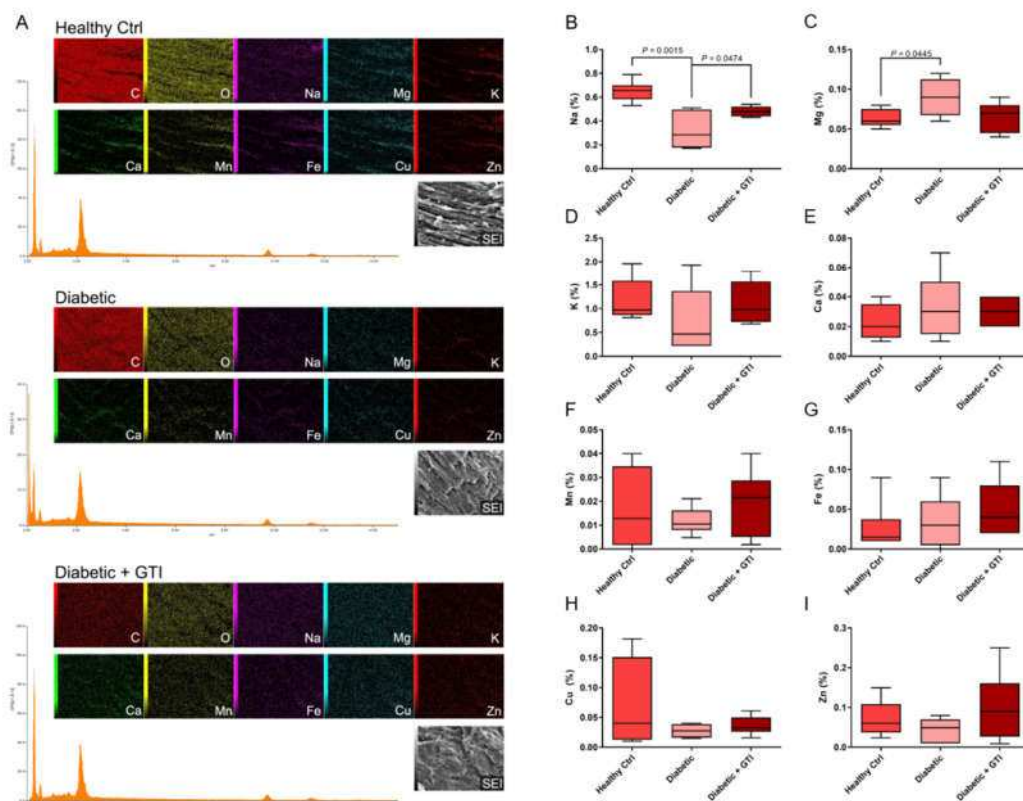 A
Healthy Ctrl
C O Na Mg K
Ca Mn Fe Cu Zn
SEI
Diabetic
C O Na Mg K
Ca Mn Fe Cu Zn
SEI
Diabetic + GTI
C O Na Mg K
Ca Mn Fe Cu Zn
SEI
B
P = 0.0015
P = 0.0474
Na (%)
1.0
0.8
0.6
0.4
0.2
0.0
Healthy Ctrl
Diabetic
Diabetic + GTI
C
P = 0.0445
Mg (%)
0.15
0.10
0.05
0.00
Healthy Ctrl
Diabetic
Diabetic + GTI
D
K (%)
2.5
2.0
1.5
1.0
0.5
0.0
Healthy Ctrl
Diabetic
Diabetic + GTI
E
Ca (%)
0.08
0.06
0.04
0.02
0.00
Healthy Ctrl
Diabetic
Diabetic + GTI
F
Mn (%)
0.05
0.04
0.03
0.02
0.01
0.00
Healthy Ctrl
Diabetic
Diabetic + GTI
G
Fe (%)
0.15
0.10
0.05
0.00
Healthy Ctrl
Diabetic
Diabetic + GTI
H
Cu (%)
0.20
0.15
0.10
0.05
0.00
Healthy Ctrl
Diabetic
Diabetic + GTI
I
Zn (%)
0.3
0.2
0.1
0.0
Healthy Ctrl
Diabetic
Diabetic + GTI